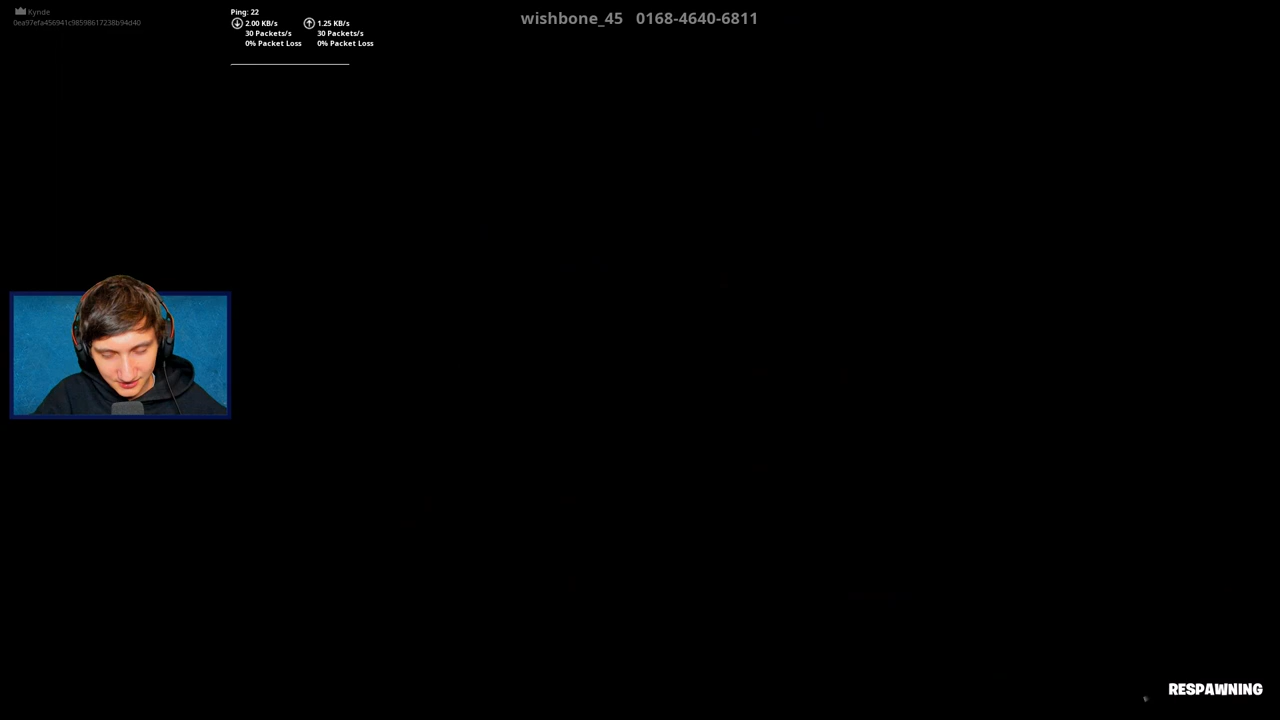 Kynde
0ea97efa456941c98598617238b94d40
Ping: 22
2.00 KB/s 1.25 KB/s
30 Packets/s 30 Packets/s
0% Packet Loss 0% Packet Loss
wishbone_45 0168-4640-6811
RESPAWNING